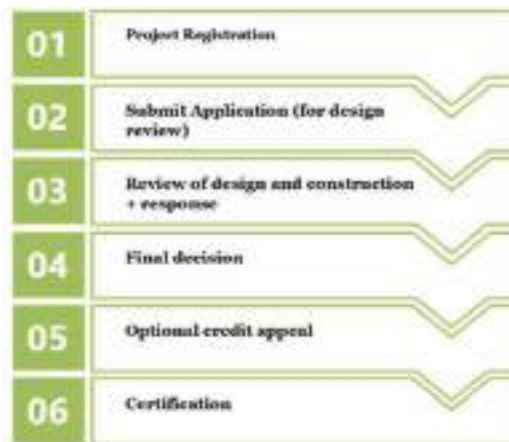 01
Project Registration
02
Submit Application (for design
review)
03
Review of design and construction
+ response
04
Final decision
05
Optional credit appeal
06
Certification